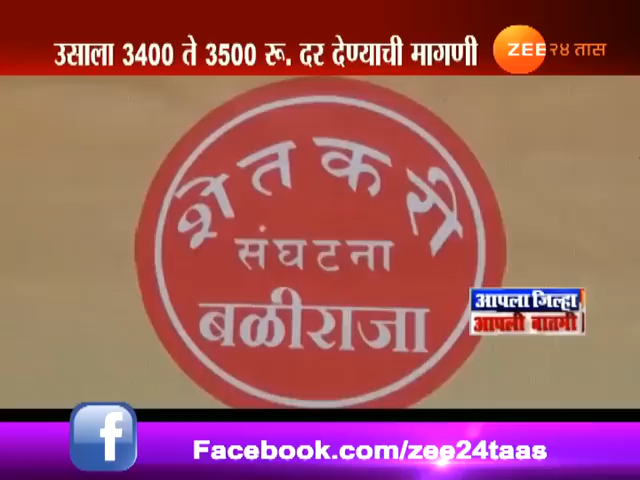 उसाला 3400 ते 3500 रू. दर देण्याची मागणी
ZEE २४ तास
शेतकरी
संघटना
बळीराजा
आपला जिल्हा
आपली बातमी
f
Facebook.com/zee24taas